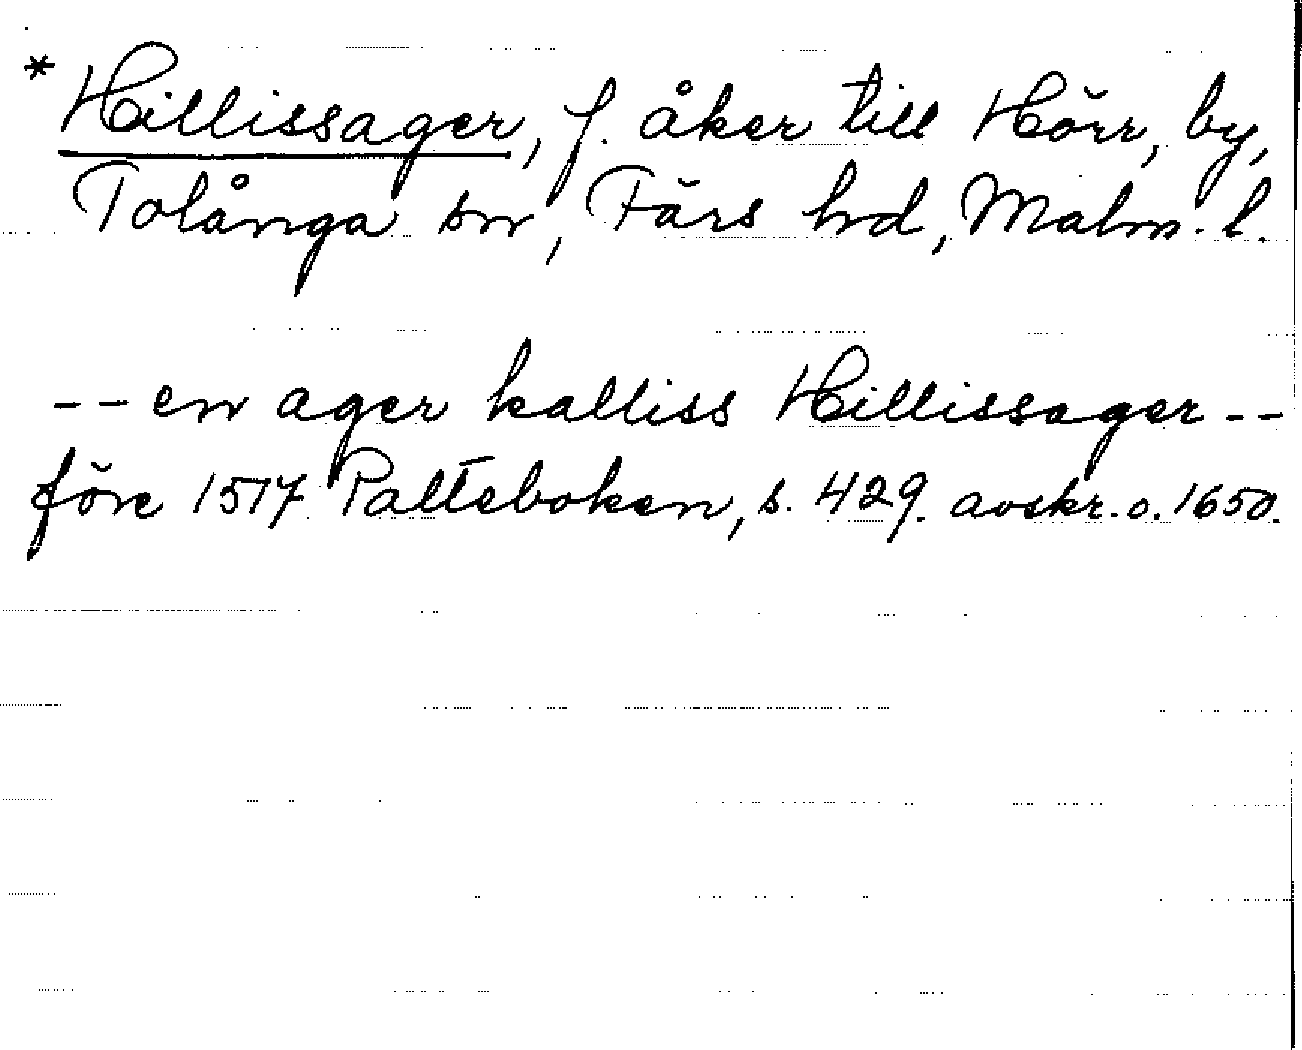 * Hillissager, f. åker till Hörr, by,
Tolånga sn, Färs hd, Malm. l.
-- en ager kalliss Hillissager --
före 1517 Palteboken, s. 429. avskr. o. 1650.